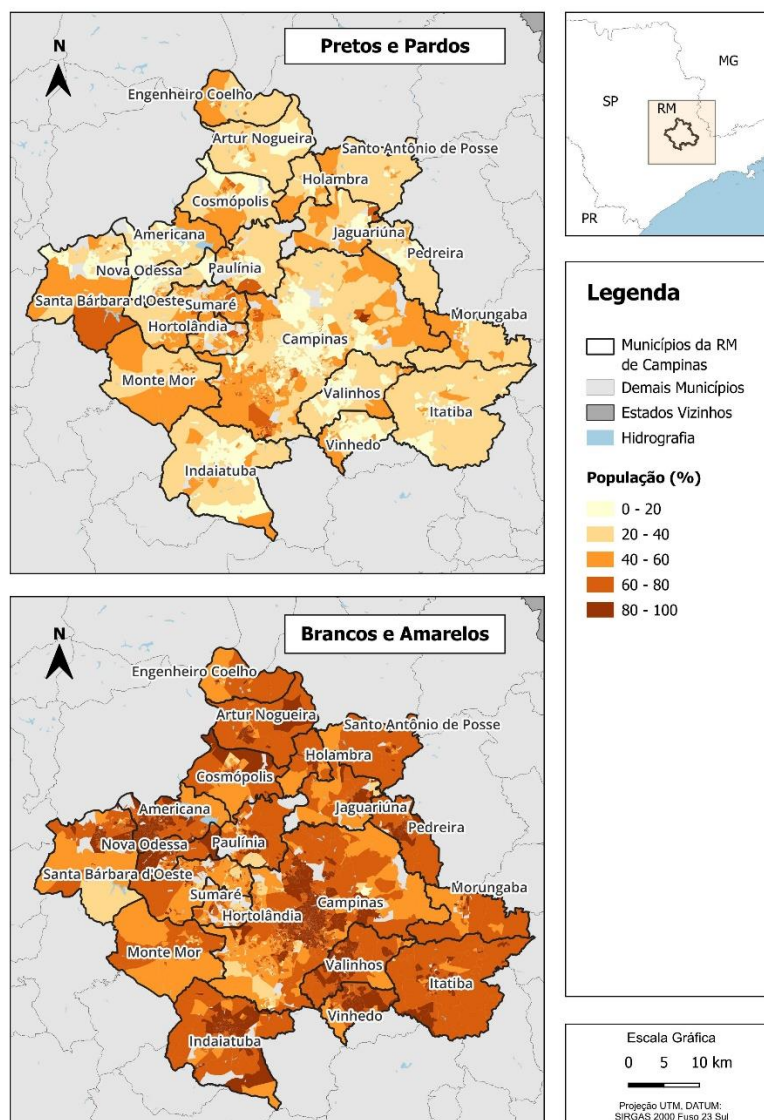 N
Pretos e Pardos
Engenheiro Coelho
Artur Nogueira
Santo Antônio de Posse
Holambra
Cosmópolis
Americana
Jaguariúna
Pedreira
Nova Odessa
Paulínia
Santa Bárbara d'Oeste
Sumaré
Hortolândia
Campinas
Morungaba
Monte Mor
Valinhos
Itatiba
Vinhedo
Indaiatuba
N
Brancos e Amarelos
Engenheiro Coelho
Artur Nogueira
Santo Antônio de Posse
Holambra
Cosmópolis
Americana
Jaguariúna
Pedreira
Nova Odessa
Paulínia
Santa Bárbara d'Oeste
Sumaré
Hortolândia
Campinas
Morungaba
Monte Mor
Valinhos
Itatiba
Vinhedo
Indaiatuba
MG
SP
RM
PR
Legenda
Municípios da RM
de Campinas
Demais Municípios
Estados Vizinhos
Hidrografia
População (%)
0 - 20
20 - 40
40 - 60
60 - 80
80 - 100
Escala Gráfica
0 5 10 km
Projeção UTM, DATUM:
SIRGAS 2000 Fuso 23 Sul